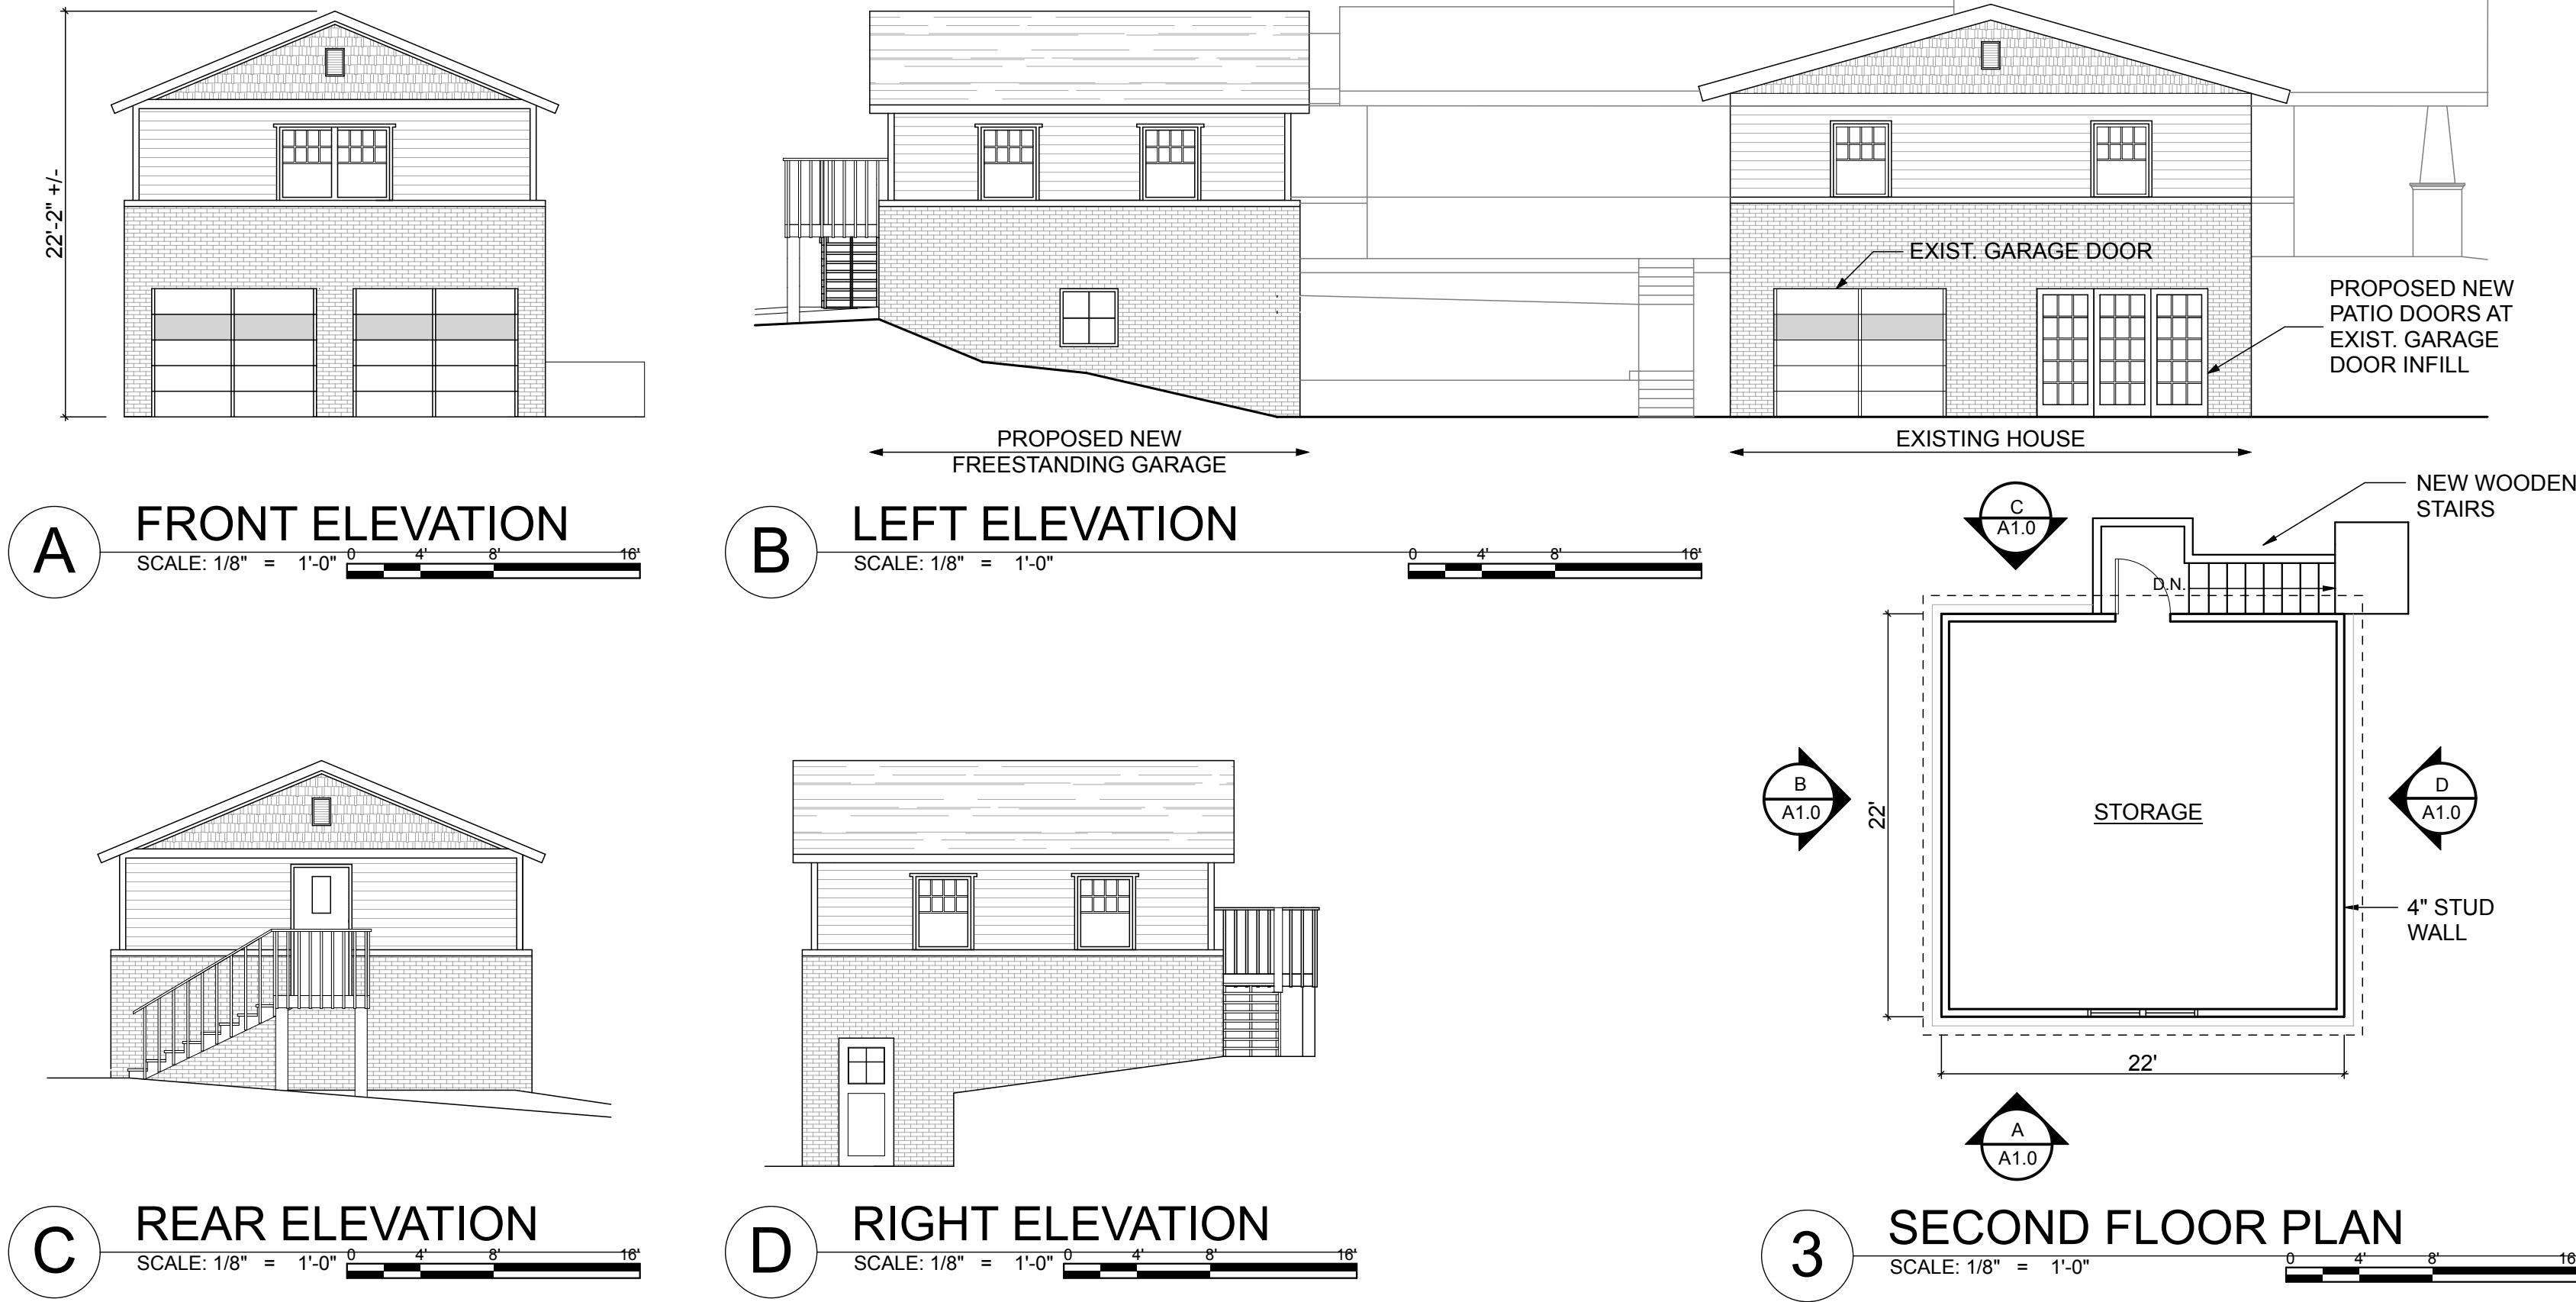 22'-2" +/-
EXIST. GARAGE DOOR
PROPOSED NEW
PATIO DOORS AT
EXIST. GARAGE
DOOR INFILL
PROPOSED NEW
FREESTANDING GARAGE
EXISTING HOUSE
A
FRONT ELEVATION
SCALE: 1/8" = 1'-0"
0 4' 8' 16'
B
LEFT ELEVATION
SCALE: 1/8" = 1'-0"
0 4' 8' 16'
C
A1.0
NEW WOODEN
STAIRS
D.N.
B
A1.0
22'
STORAGE
D
A1.0
4" STUD
WALL
22'
A
A1.0
C
REAR ELEVATION
SCALE: 1/8" = 1'-0"
0 4' 8' 16'
D
RIGHT ELEVATION
SCALE: 1/8" = 1'-0"
0 4' 8' 16'
3
SECOND FLOOR PLAN
SCALE: 1/8" = 1'-0"
0 4' 8' 16